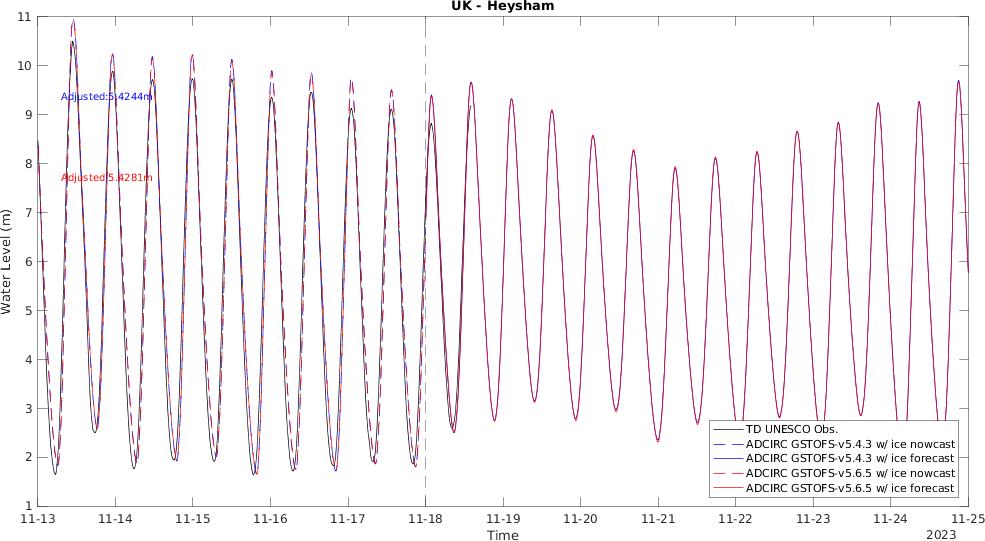 UK - Heysham
11
10
9
8
7
6
5
4
3
2
1
Water Level (m)
Adjusted:5.4244m
Adjusted:5.4281m
TD UNESCO Obs.
ADCIRC GSTOFS-v5.4.3 w/ ice nowcast
ADCIRC GSTOFS-v5.4.3 w/ ice forecast
ADCIRC GSTOFS-v5.6.5 w/ ice nowcast
ADCIRC GSTOFS-v5.6.5 w/ ice forecast
11-13 11-14 11-15 11-16 11-17 11-18 11-19 11-20 11-21 11-22 11-23 11-24 11-25
Time
2023